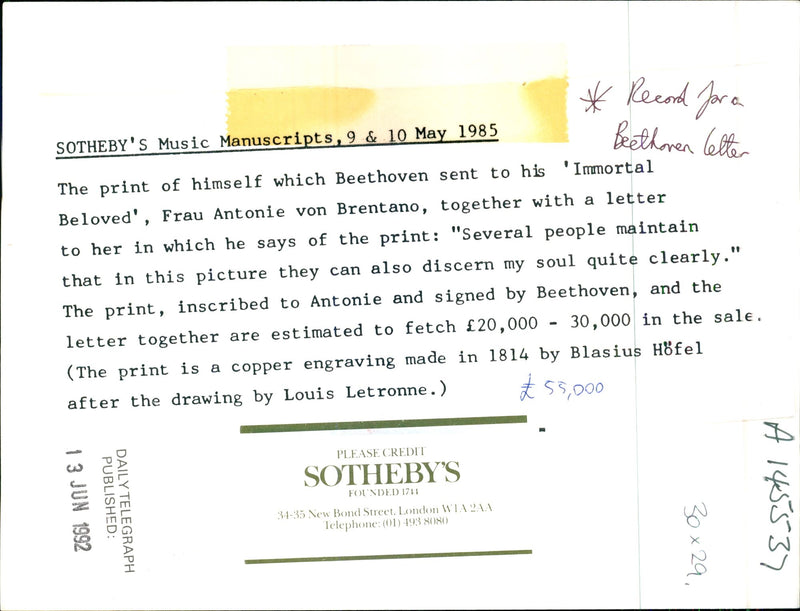 * Record for a
Beethoven letter
SOTHEBY'S Music Manuscripts, 9 & 10 May 1985
The print of himself which Beethoven sent to his 'Immortal
Beloved', Frau Antonie von Brentano, together with a letter
to her in which he says of the print: "Several people maintain
that in this picture they can also discern my soul quite clearly."
The print, inscribed to Antonie and signed by Beethoven, and the
letter together are estimated to fetch £20,000 - 30,000 in the sale.
(The print is a copper engraving made in 1814 by Blasius Höfel
after the drawing by Louis Letronne.)
£55,000
PLEASE CREDIT
SOTHEBY'S
FOUNDED 1744
34-35 New Bond Street, London W1A 2AA
Telephone: (01) 493 8080
DAILY TELEGRAPH
PUBLISHED:
13 JUN 1992
30 x 29,
A 145537